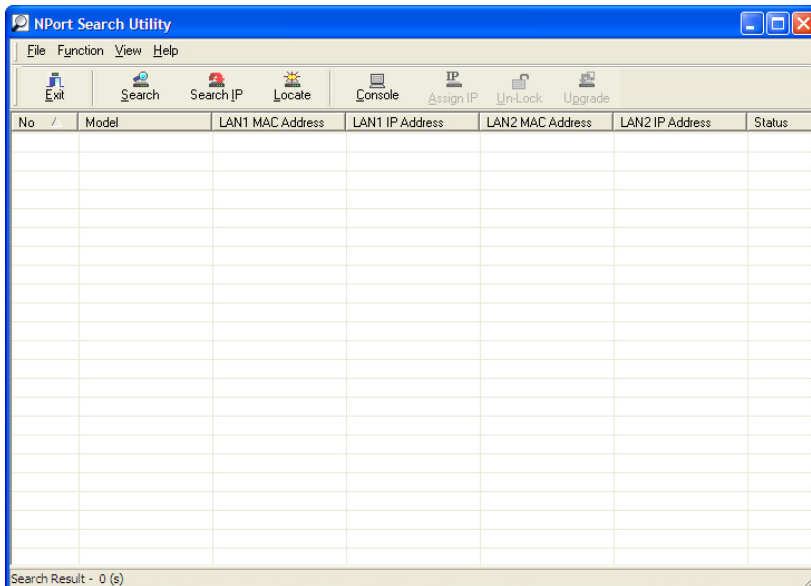 NPort Search Utility
File Function View Help
Exit Search Search IP Locate Console Assign IP Un-Lock Upgrade
No Model LAN1 MAC Address LAN1 IP Address LAN2 MAC Address LAN2 IP Address Status
Search Result - 0 (s)